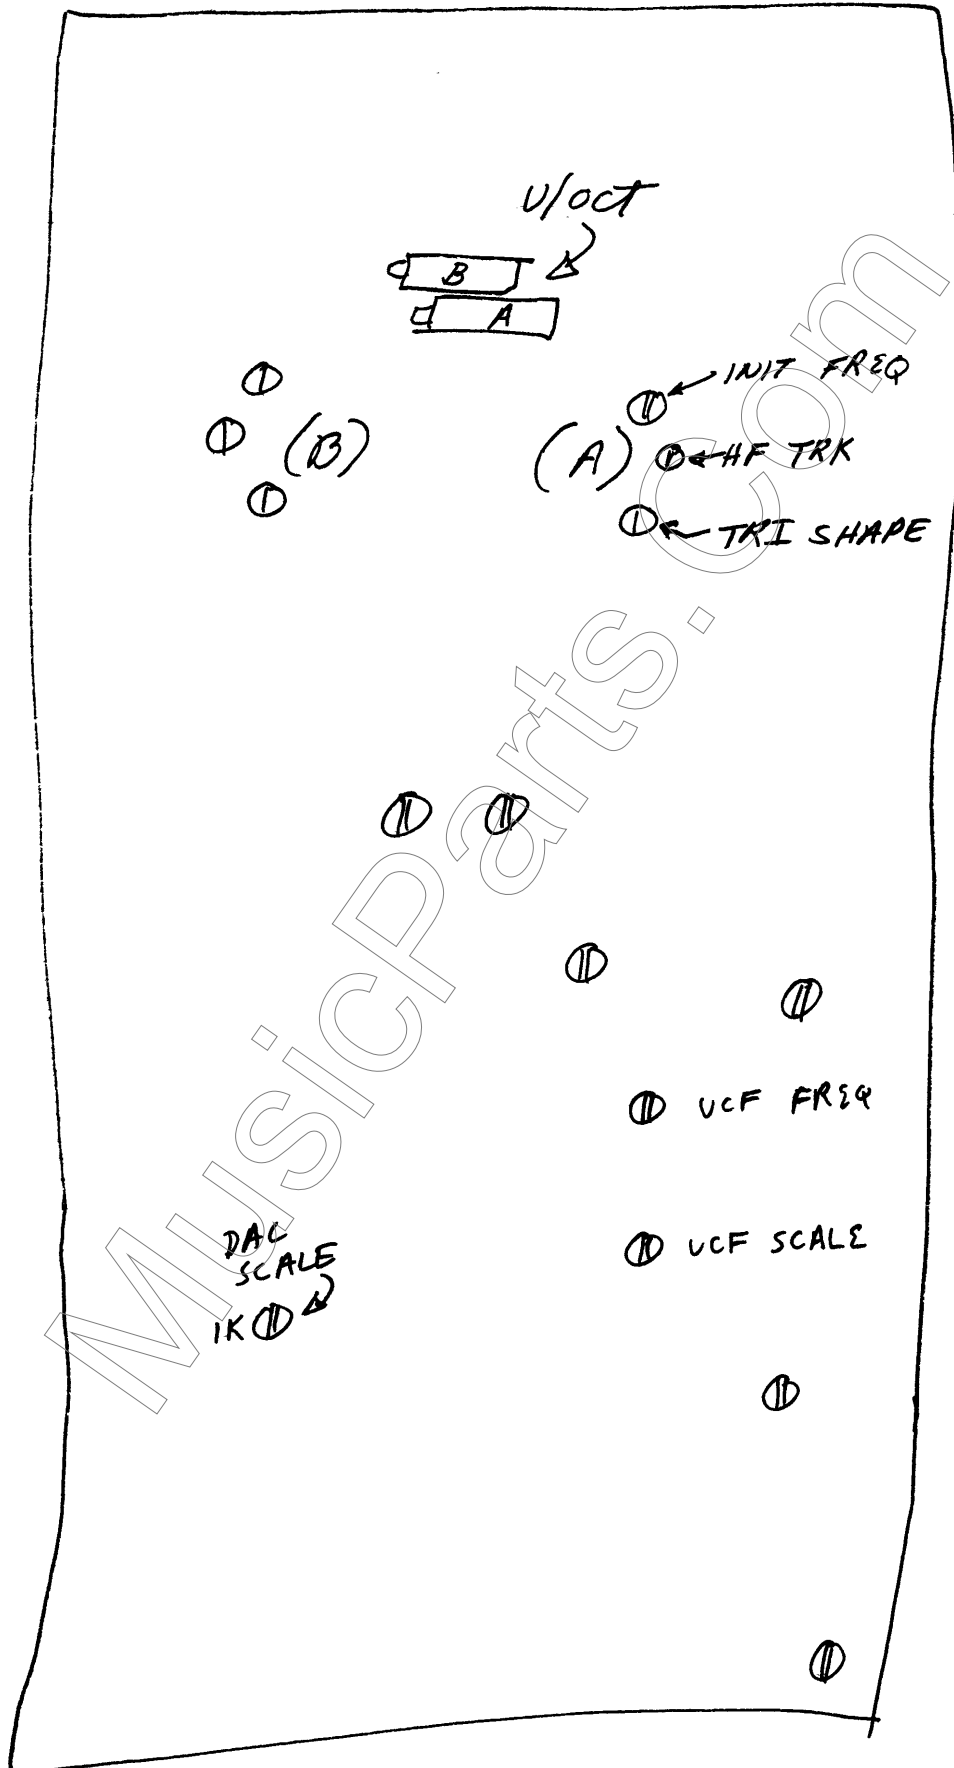 V/OCT
B
A
INIT FREQ
(B)
(A)
HF TRK
TRI SHAPE
VCF FREQ
DAC
SCALE
VCF SCALE
1K
MusicParts.Com